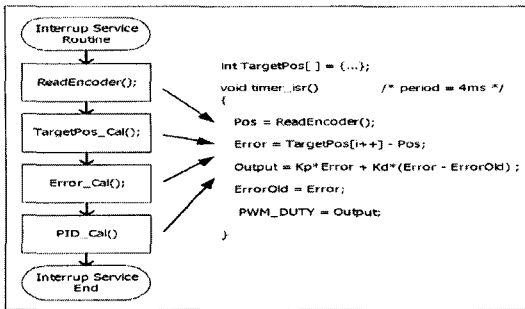 Interrup Service
Routine
ReadEncoder();
TargetPos_Cal();
Error_Cal();
PID_Cal()
Interrup Service
End
int TargetPos[ ] = {...};
void timer_isr() /* period = 4ms */
{
Pos = ReadEncoder();
Error = TargetPos[i++] - Pos;
Output = Kp*Error + Kd*(Error - ErrorOld) ;
ErrorOld = Error;
PWM_DUTY = Output;
}